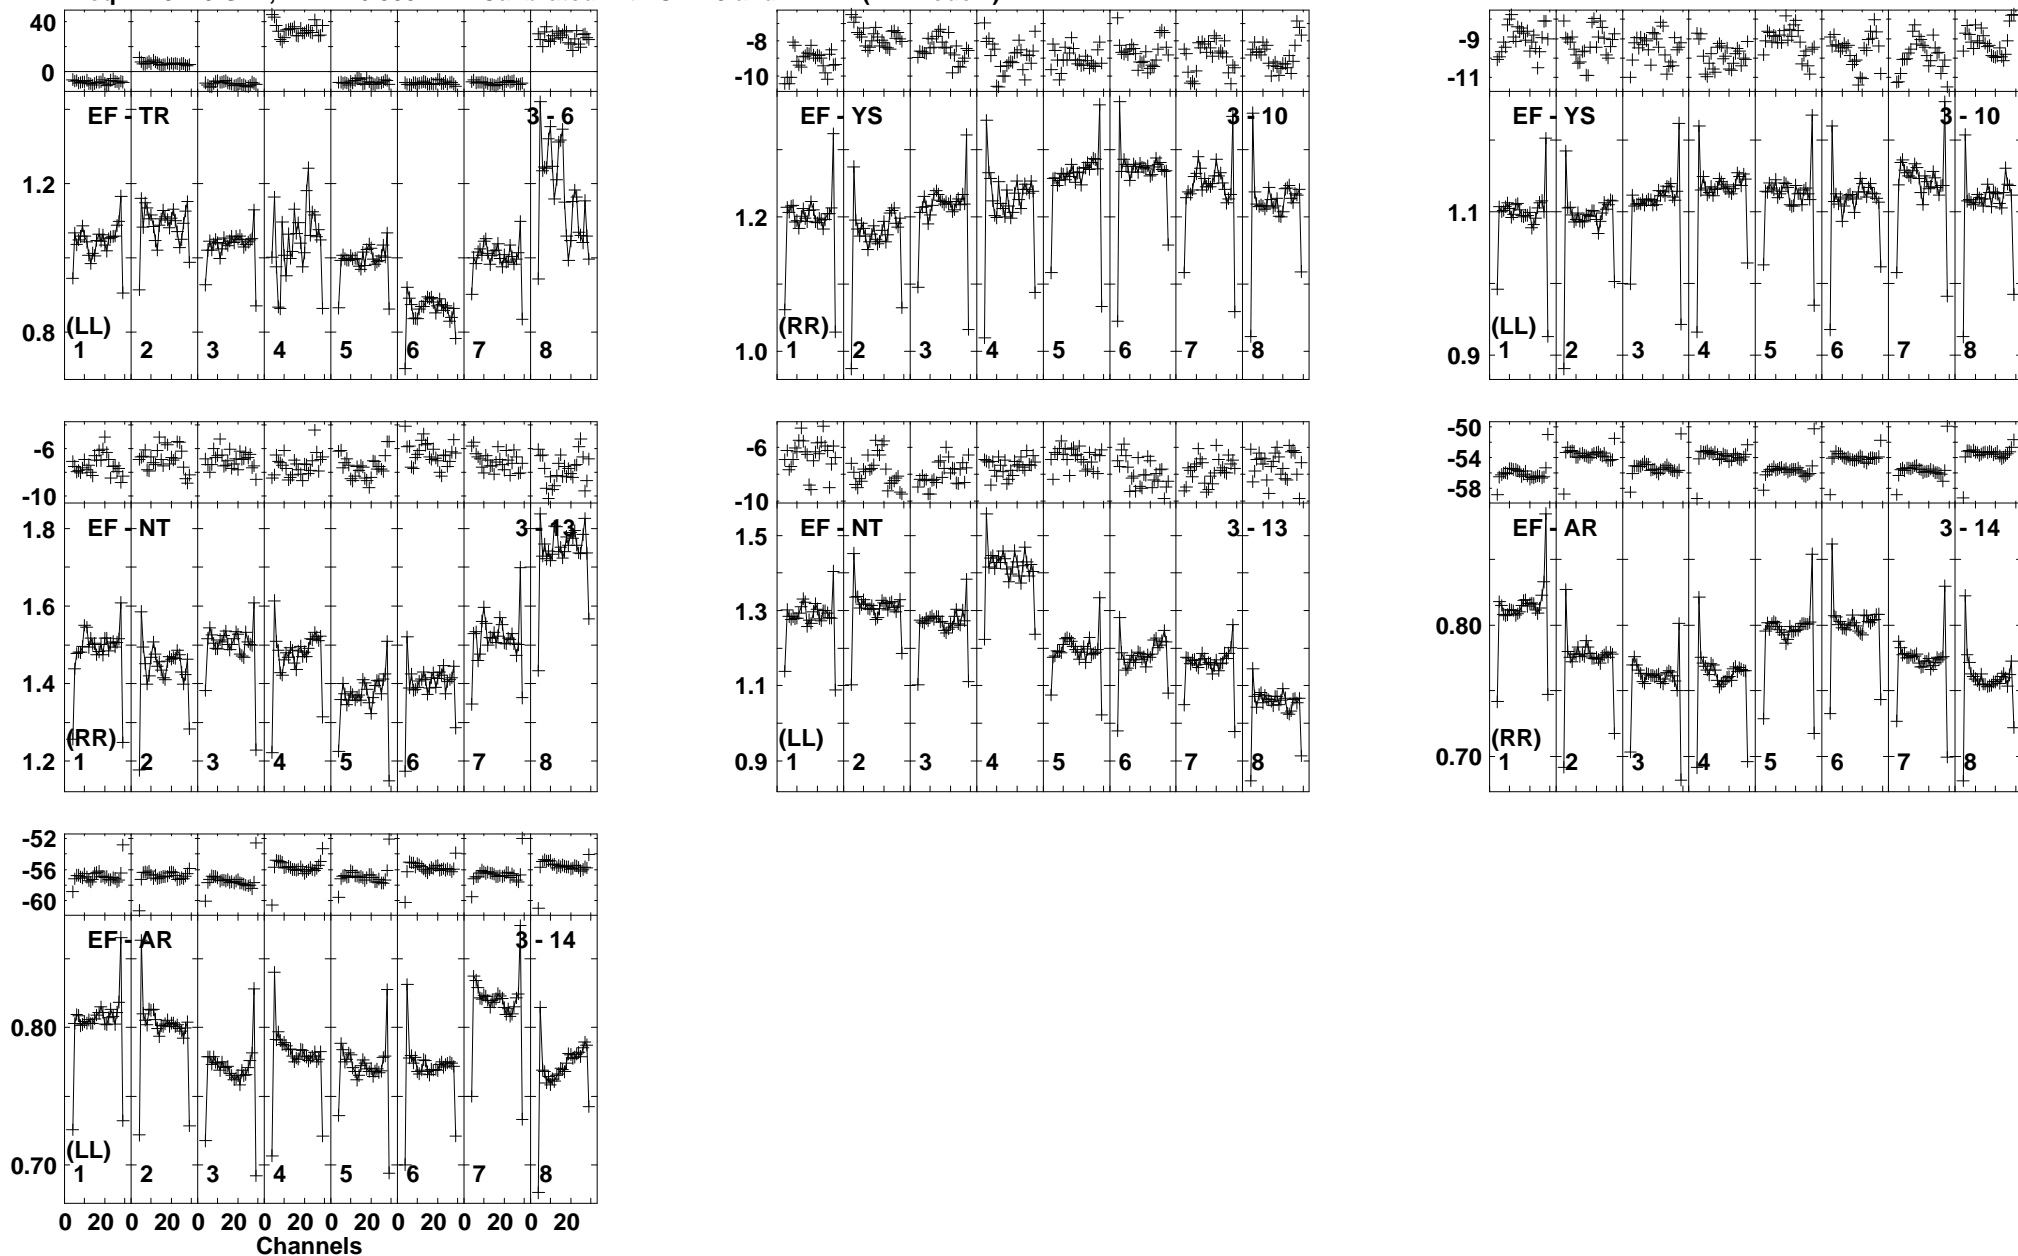 40
0
EF - TR 3 - 6
1.2
0.8
(LL)
1 2 3 4 5 6 7 8
-8
-10
EF - YS 3 - 10
1.2
1.0
(RR)
1 2 3 4 5 6 7 8
-9
-11
EF - YS 3 - 10
1.1
0.9
(LL)
1 2 3 4 5 6 7 8
-6
-10
EF - NT 3 - 13
1.8
1.6
1.4
1.2
(RR)
1 2 3 4 5 6 7 8
-6
-10
EF - NT 3 - 13
1.5
1.3
1.1
0.9
(LL)
1 2 3 4 5 6 7 8
-50
-54
-58
EF - AR 3 - 14
0.80
0.70
(RR)
1 2 3 4 5 6 7 8
-52
-56
-60
EF - AR 3 - 14
0.80
0.70
(LL)
1 2 3 4 5 6 7 8
0 20 0 20 0 20 0 20 0 20 0 20 0 20 0 20
Channels